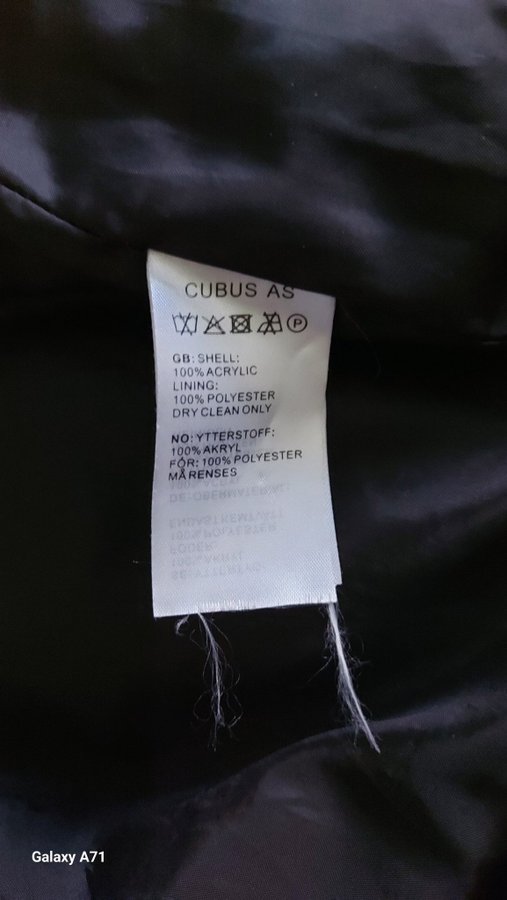 CUBUS AS
P
GB: SHELL:
100% ACRYLIC
LINING:
100% POLYESTER
DRY CLEAN ONLY
NO: YTTERSTOFF:
100% AKRYL
FÓR: 100% POLYESTER
MÅ RENSES
Galaxy A71